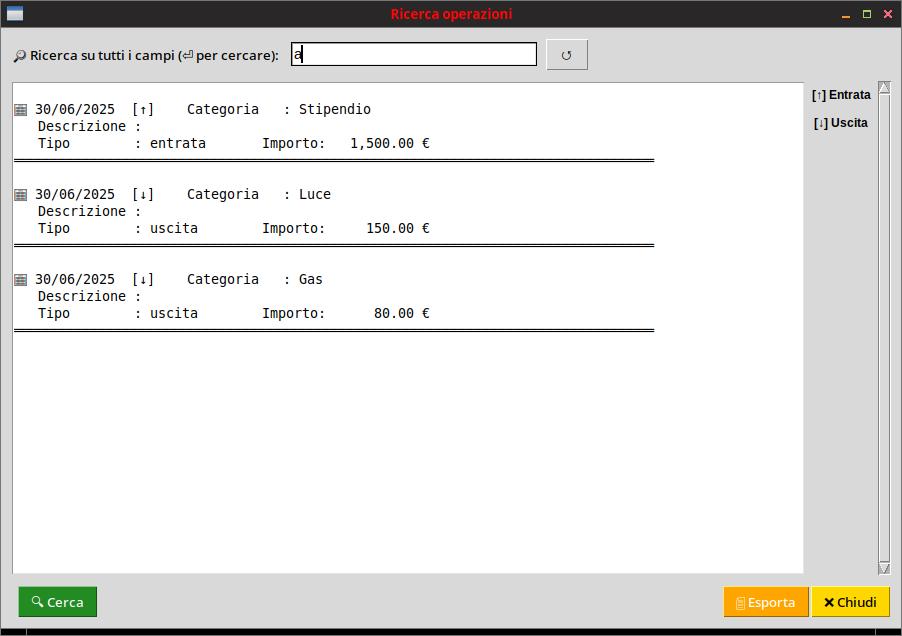 Ricerca operazioni
🔎 Ricerca su tutti i campi (⏎ per cercare): a ↺
30/06/2025 [↑] Categoria : Stipendio
Descrizione :
Tipo : entrata Importo: 1,500.00 €
30/06/2025 [↓] Categoria : Luce
Descrizione :
Tipo : uscita Importo: 150.00 €
30/06/2025 [↓] Categoria : Gas
Descrizione :
Tipo : uscita Importo: 80.00 €
[↑] Entrata
[↓] Uscita
🔍 Cerca
Esporta
✖ Chiudi